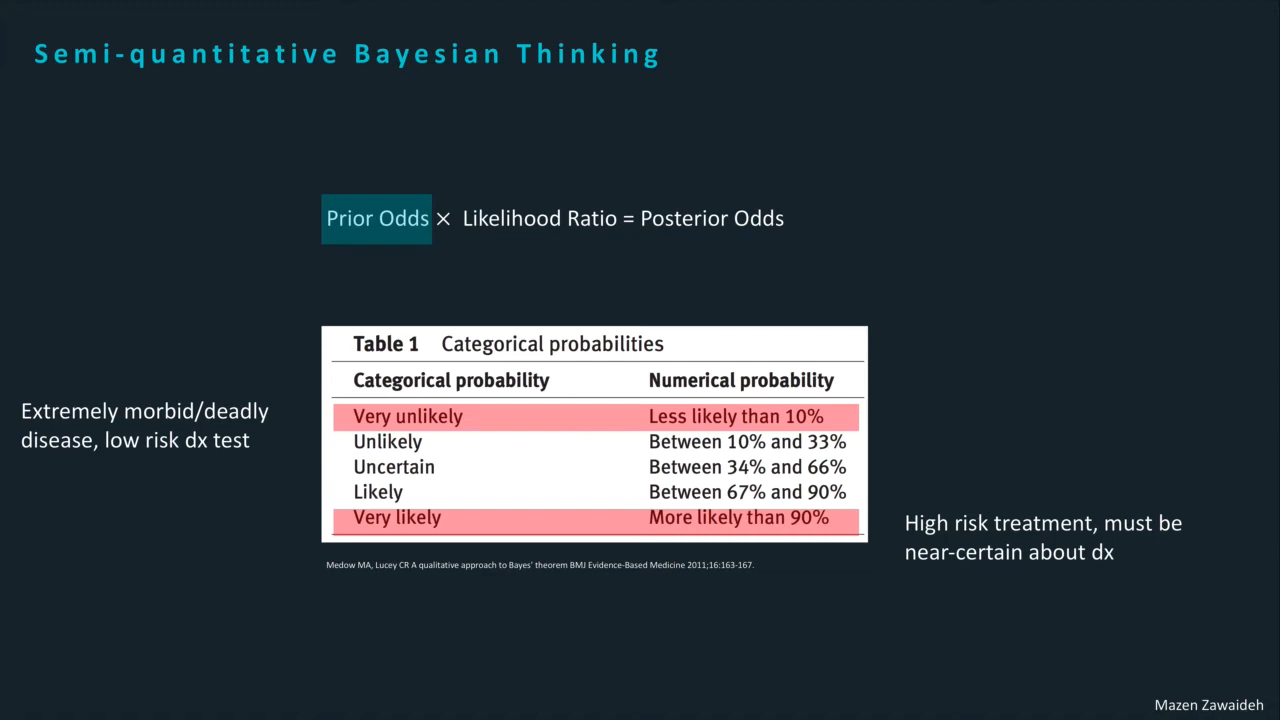 Semi-quantitative Bayesian Thinking
Prior Odds × Likelihood Ratio = Posterior Odds
Table 1 Categorical probabilities
Categorical probability Numerical probability
Very unlikely Less likely than 10%
Unlikely Between 10% and 33%
Uncertain Between 34% and 66%
Likely Between 67% and 90%
Very likely More likely than 90%
Extremely morbid/deadly
disease, low risk dx test
High risk treatment, must be
near-certain about dx
Medow MA, Lucey CR A qualitative approach to Bayes' theorem BMJ Evidence-Based Medicine 2011;16:163-167.
Mazen Zawaideh